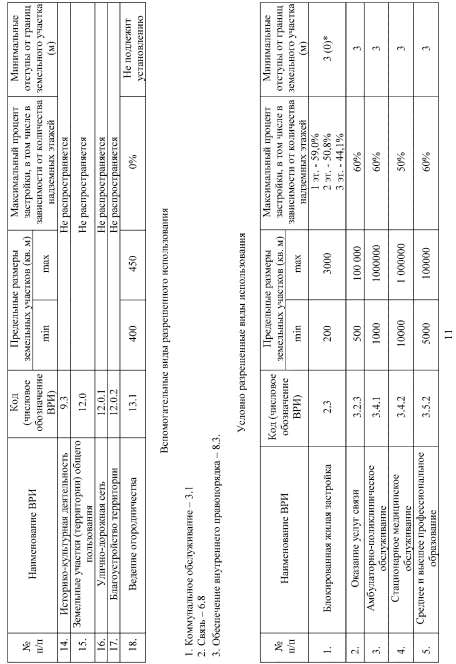 № п/п
Наименование ВРИ
Код (числовое обозначение ВРИ)
Предельные размеры земельных участков (кв. м)
min
max
Максимальный процент застройки, в том числе в зависимости от количества надземных этажей
Минимальные отступы от границ земельного участка (м)
14. Историко-культурная деятельность 9.3 Не распространяется
15. Земельные участки (территории) общего пользования 12.0 Не распространяется
16. Улично-дорожная сеть 12.0.1 Не распространяется
17. Благоустройство территории 12.0.2 Не распространяется
18. Ведение огородничества 13.1 400 450 0% Не подлежит установлению
Вспомогательные виды разрешенного использования
1. Коммунальное обслуживание – 3.1
2. Связь – 6.8
3. Обеспечение внутреннего правопорядка – 8.3.
Условно разрешенные виды использования
№ п/п
Наименование ВРИ
Код (числовое обозначение ВРИ)
Предельные размеры земельных участков (кв. м)
min
max
Максимальный процент застройки, в том числе в зависимости от количества надземных этажей
Минимальные отступы от границ земельного участка (м)
1. Блокированная жилая застройка 2.3 200 3000 1 эт. - 59,0% 2 эт. - 50,8% 3 эт. - 44,1% 3 (0)*
2. Оказание услуг связи 3.2.3 500 100 000 60% 3
3. Амбулаторно-поликлиническое обслуживание 3.4.1 1000 1000000 60% 3
4. Стационарное медицинское обслуживание 3.4.2 10000 1 000000 50% 3
5. Среднее и высшее профессиональное образование 3.5.2 5000 100000 60% 3
11